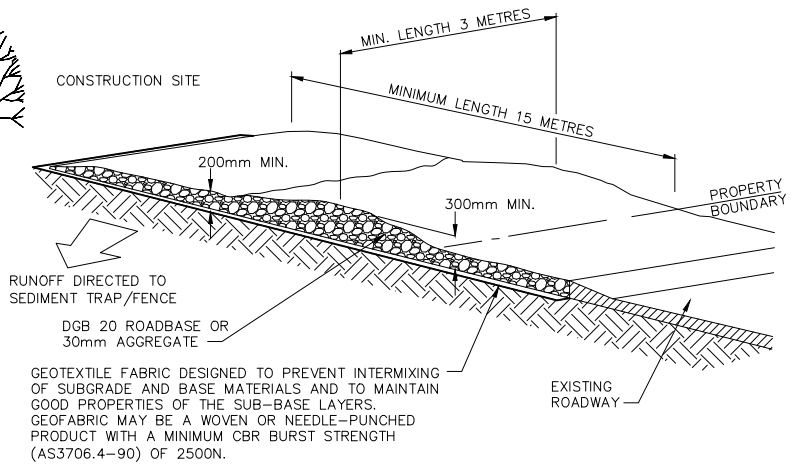 MIN. LENGTH 3 METRES
CONSTRUCTION SITE
MINIMUM LENGTH 15 METRES
200mm MIN.
300mm MIN.
PROPERTY
BOUNDARY
RUNOFF DIRECTED TO
SEDIMENT TRAP/FENCE
DGB 20 ROADBASE OR
30mm AGGREGATE
GEOTEXTILE FABRIC DESIGNED TO PREVENT INTERMIXING
OF SUBGRADE AND BASE MATERIALS AND TO MAINTAIN
GOOD PROPERTIES OF THE SUB-BASE LAYERS.
GEOFABRIC MAY BE A WOVEN OR NEEDLE-PUNCHED
PRODUCT WITH A MINIMUM CBR BURST STRENGTH
(AS3706.4-90) OF 2500N.
EXISTING
ROADWAY